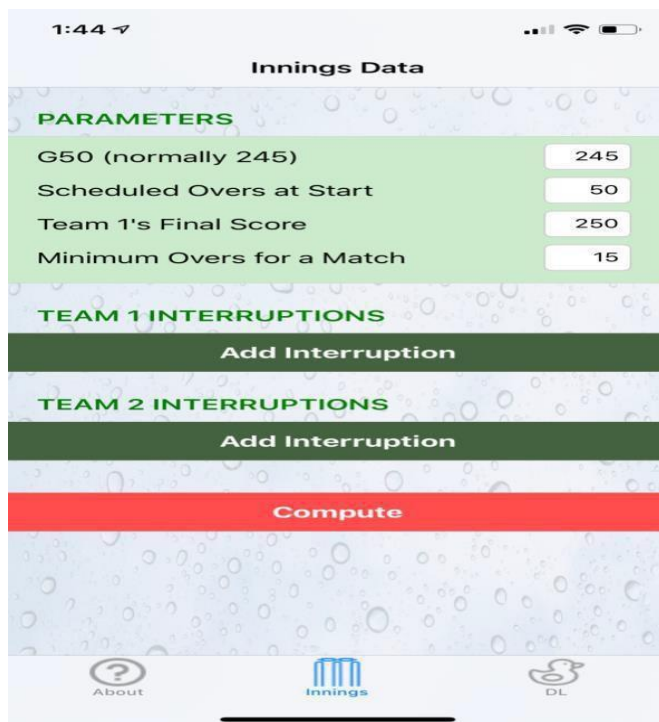 1:44
Innings Data
PARAMETERS
G50 (normally 245) 245
Scheduled Overs at Start 50
Team 1's Final Score 250
Minimum Overs for a Match 15
TEAM 1 INTERRUPTIONS
Add Interruption
TEAM 2 INTERRUPTIONS
Add Interruption
Compute
? About
Innings
DL